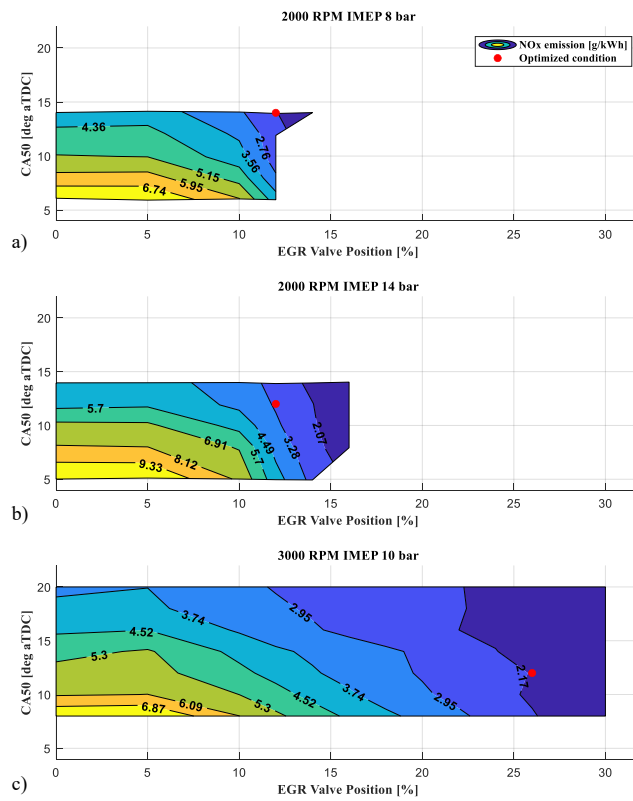 2000 RPM IMEP 8 bar
NOx emission [g/kWh]
Optimized condition
CA50 [deg aTDC]
20
15
10
5
4.36
2.76
3.56
5.15
5.95
6.74
0 5 10 15 20 25 30
EGR Valve Position [%]
a)
2000 RPM IMEP 14 bar
CA50 [deg aTDC]
20
15
10
5
5.7
6.91
4.49
3.28
2.07
5.7
8.12
9.33
0 5 10 15 20 25 30
EGR Valve Position [%]
b)
3000 RPM IMEP 10 bar
CA50 [deg aTDC]
20
15
10
5
2.95
3.74
4.52
5.3
2.17
3.74
2.95
4.52
5.3
6.09
6.87
0 5 10 15 20 25 30
EGR Valve Position [%]
c)